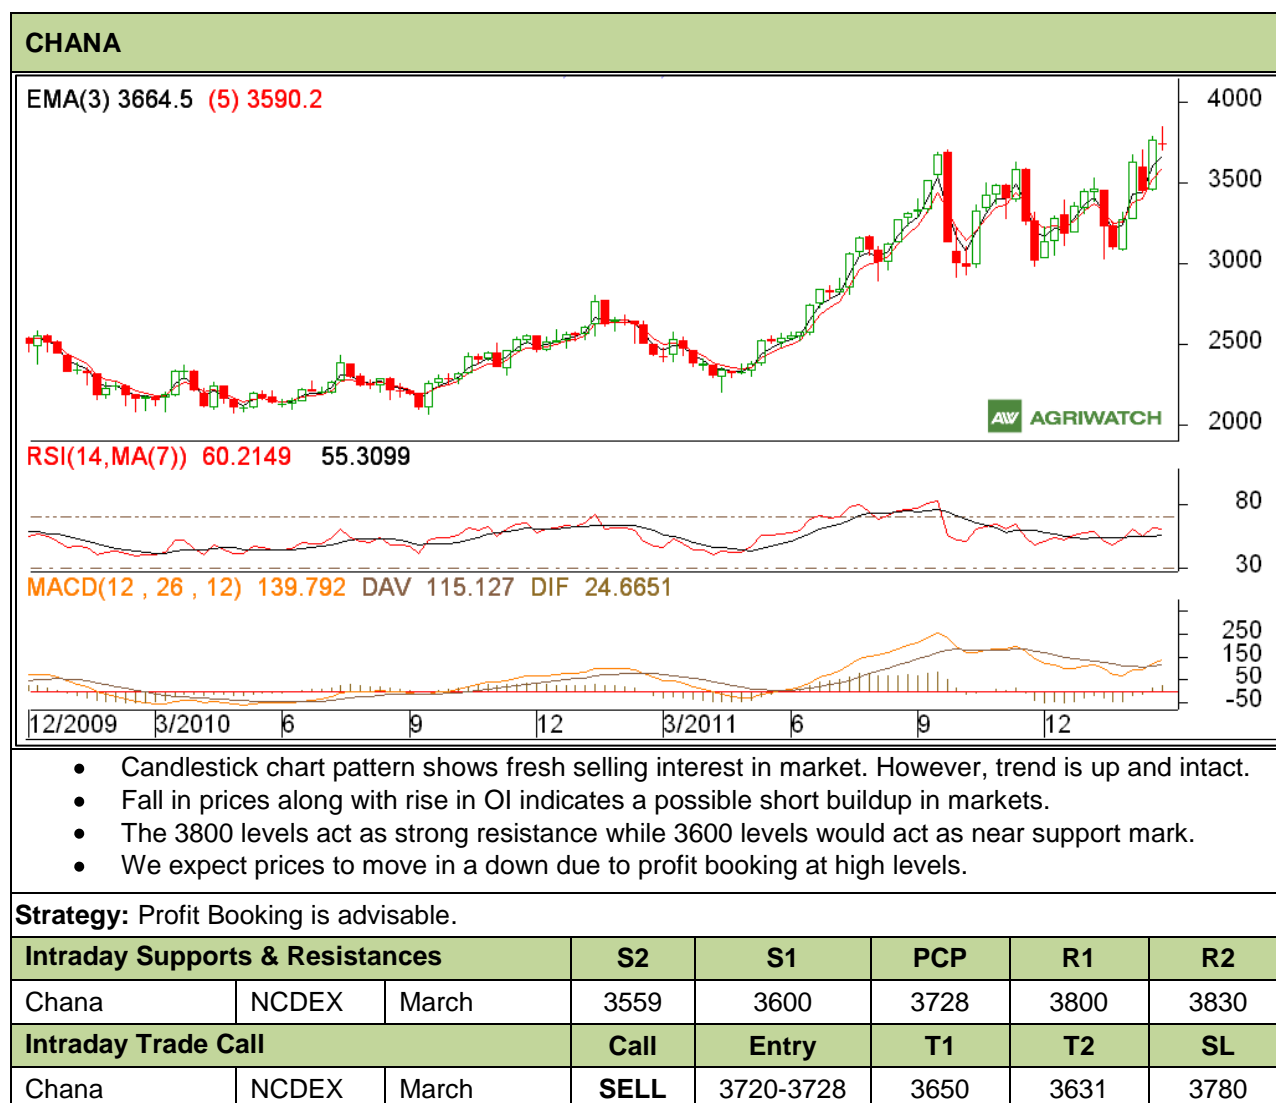 CHANA
EMA(3) 3664.5 (5) 3590.2
4000
3500
3000
2500
2000
AW AGRIWATCH
RSI(14,MA(7)) 60.2149 55.3099
80
30
MACD(12 , 26 , 12) 139.792 DAV 115.127 DIF 24.6651
250
150
50
-50
12/2009 3/2010 6 9 12 3/2011 6 9 12
• Candlestick chart pattern shows fresh selling interest in market. However, trend is up and intact.
• Fall in prices along with rise in OI indicates a possible short buildup in markets.
• The 3800 levels act as strong resistance while 3600 levels would act as near support mark.
• We expect prices to move in a down due to profit booking at high levels.
Strategy: Profit Booking is advisable.
Intraday Supports & Resistances S2 S1 PCP R1 R2
Chana NCDEX March 3559 3600 3728 3800 3830
Intraday Trade Call Call Entry T1 T2 SL
Chana NCDEX March SELL 3720-3728 3650 3631 3780